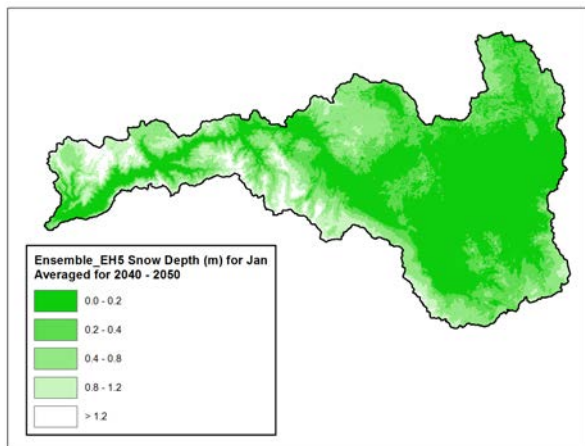 Ensemble_EH5 Snow Depth (m) for Jan
Averaged for 2040 - 2050
0.0 - 0.2
0.2 - 0.4
0.4 - 0.8
0.8 - 1.2
> 1.2